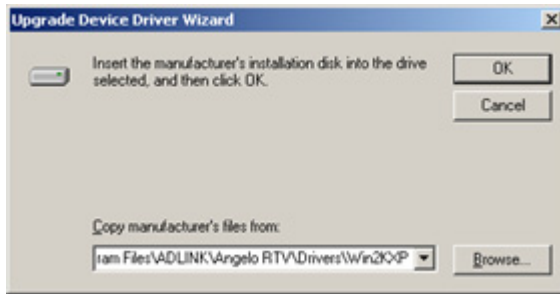 Upgrade Device Driver Wizard
Insert the manufacturer's installation disk into the drive
selected, and then click OK.
OK
Cancel
Copy manufacturer's files from:
ram Files\ADLINK\Angelo RTV\Drivers\Win2KXP
Browse...